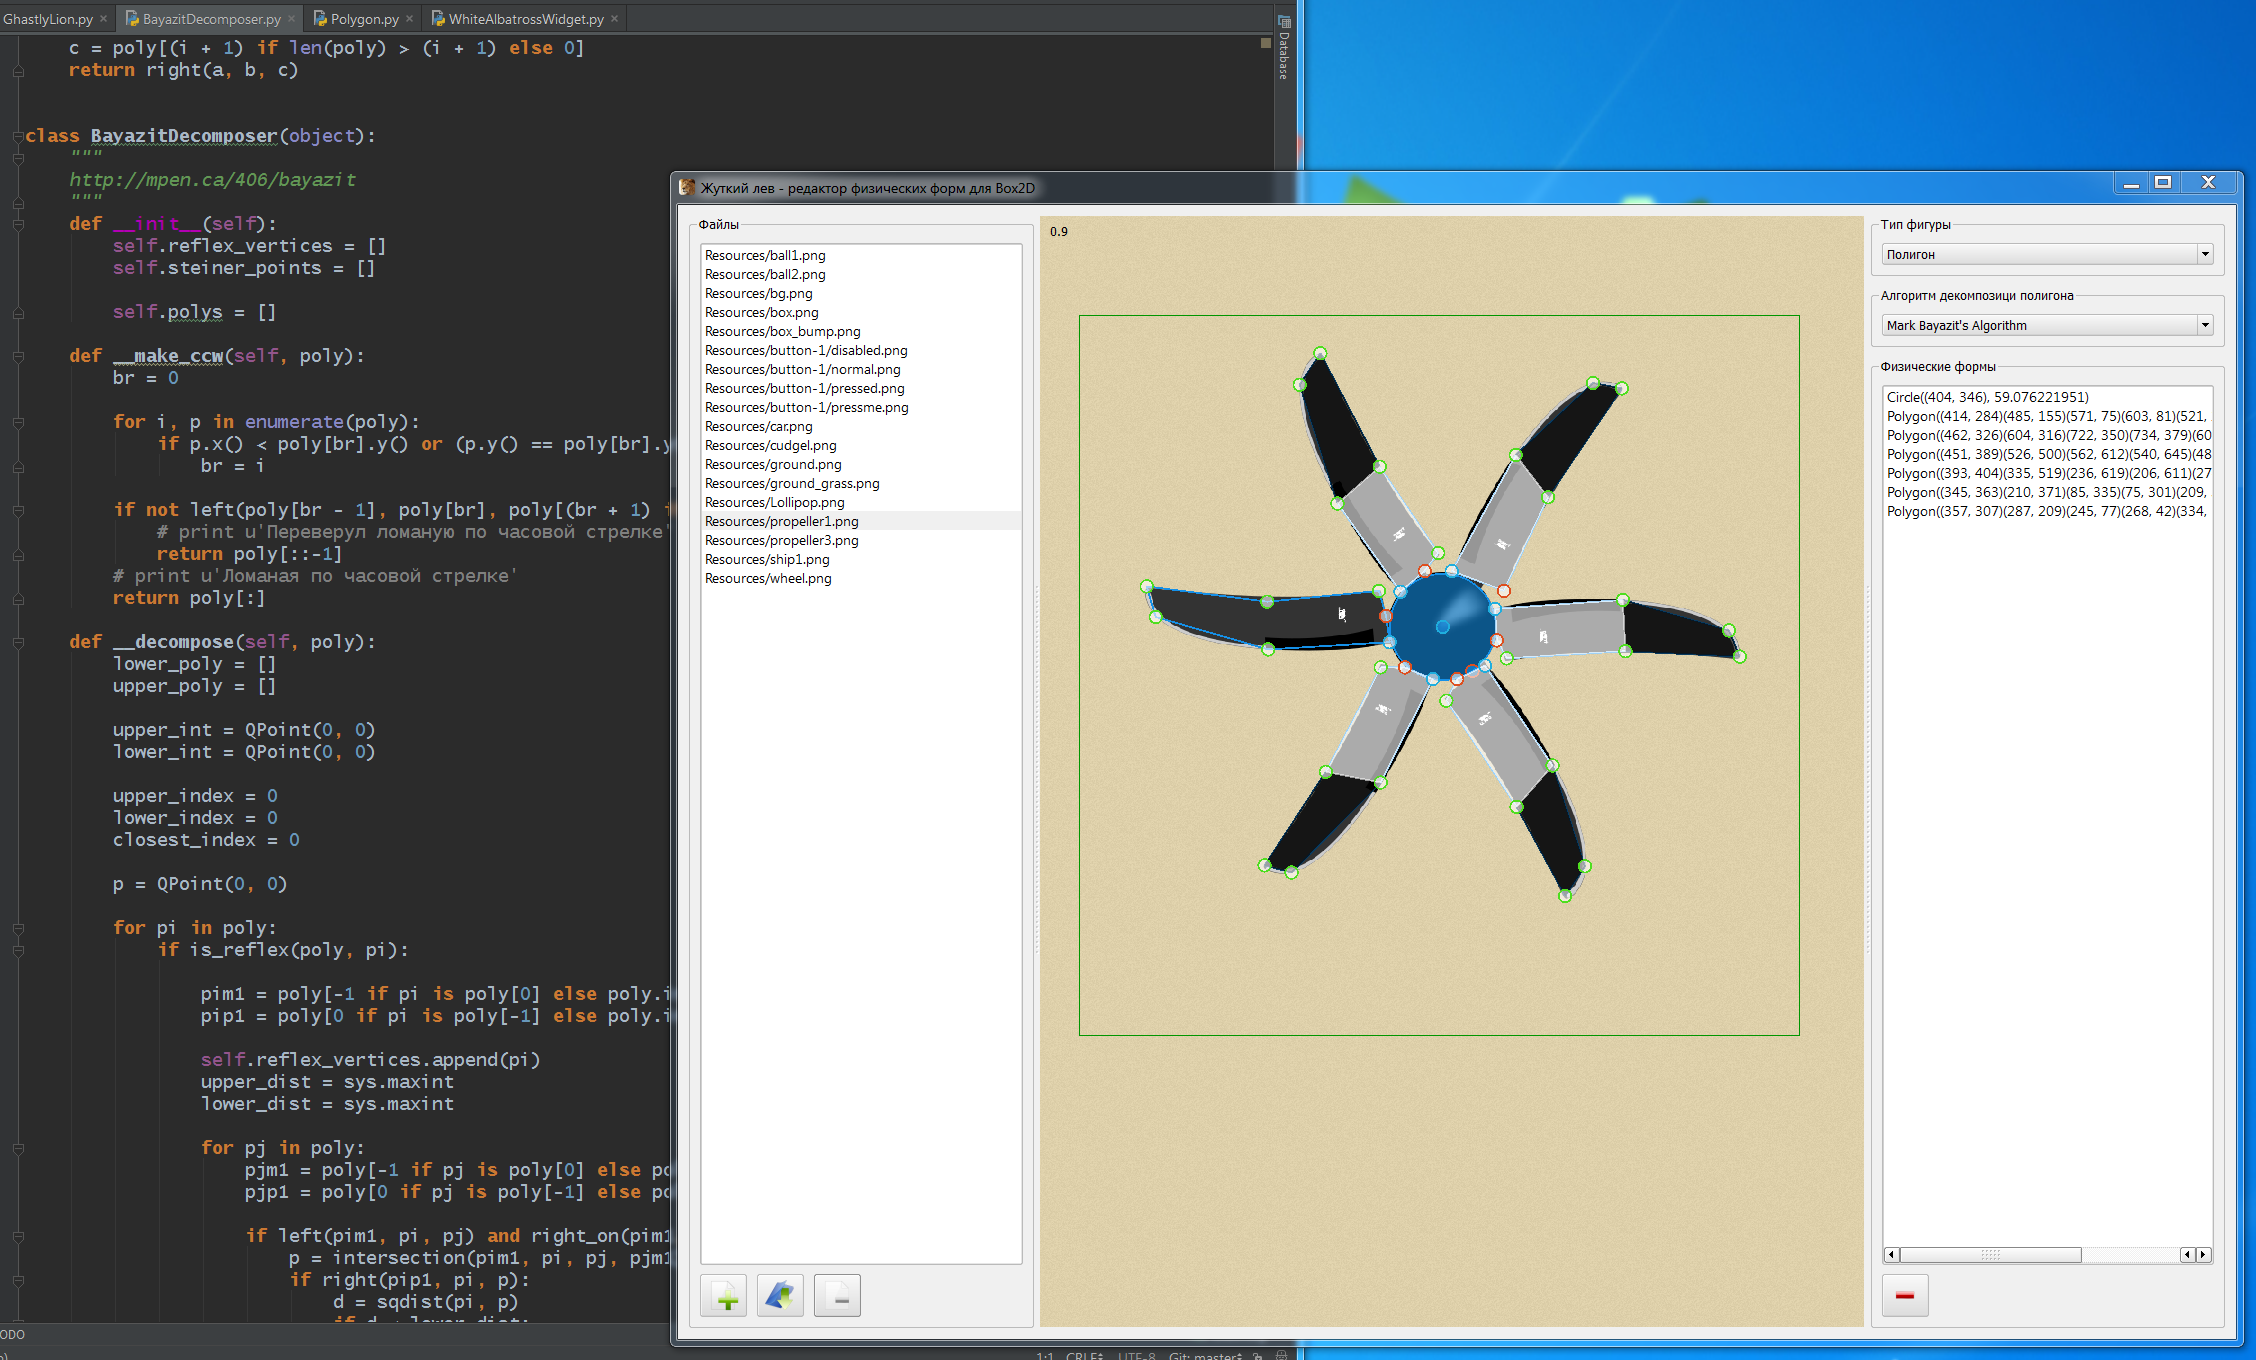 GhastlyLion.py
BayazitDecomposer.py
Polygon.py
WhiteAlbatrossWidget.py
Database
c = poly[(i + 1) if len(poly) > (i + 1) else 0]
return right(a, b, c)
class BayazitDecomposer(object):
"""
http://mpen.ca/406/bayazit
"""
def __init__(self):
self.reflex_vertices = []
self.steiner_points = []
self.polys = []
def __make_ccw(self, poly):
br = 0
for i, p in enumerate(poly):
if p.x() < poly[br].y() or (p.y() == poly[br].y
br = i
if not left(poly[br - 1], poly[br], poly[(br + 1) i
# print u'Переверул ломаную по часовой стрелке'
return poly[::-1]
# print u'Ломаная по часовой стрелке'
return poly[:]
def __decompose(self, poly):
lower_poly = []
upper_poly = []
upper_int = QPoint(0, 0)
lower_int = QPoint(0, 0)
upper_index = 0
lower_index = 0
closest_index = 0
p = QPoint(0, 0)
for pi in poly:
if is_reflex(poly, pi):
pim1 = poly[-1 if pi is poly[0] else poly.i
pip1 = poly[0 if pi is poly[-1] else poly.i
self.reflex_vertices.append(pi)
upper_dist = sys.maxint
lower_dist = sys.maxint
for pj in poly:
pjm1 = poly[-1 if pj is poly[0] else po
pjp1 = poly[0 if pj is poly[-1] else po
if left(pim1, pi, pj) and right_on(pim1
p = intersection(pim1, pi, pj, pjm1
if right(pip1, pi, p):
d = sqdist(pi, p)
if d < lower_dist:
ODO
1:1 CRLF UTF-8 Git: master
Жуткий лев - редактор физических форм для Box2D
Файлы
Resources/ball1.png
Resources/ball2.png
Resources/bg.png
Resources/box.png
Resources/box_bump.png
Resources/button-1/disabled.png
Resources/button-1/normal.png
Resources/button-1/pressed.png
Resources/button-1/pressme.png
Resources/car.png
Resources/cudgel.png
Resources/ground.png
Resources/ground_grass.png
Resources/Lollipop.png
Resources/propeller1.png
Resources/propeller3.png
Resources/ship1.png
Resources/wheel.png
0.9
Тип фигуры
Полигон
Алгоритм декомпозици полигона
Mark Bayazit's Algorithm
Физические формы
Circle((404, 346), 59.076221951)
Polygon((414, 284)(485, 155)(571, 75)(603, 81)(521,
Polygon((462, 326)(604, 316)(722, 350)(734, 379)(60
Polygon((451, 389)(526, 500)(562, 612)(540, 645)(48
Polygon((393, 404)(335, 519)(236, 619)(206, 611)(27
Polygon((345, 363)(210, 371)(85, 335)(75, 301)(209,
Polygon((357, 307)(287, 209)(245, 77)(268, 42)(334,